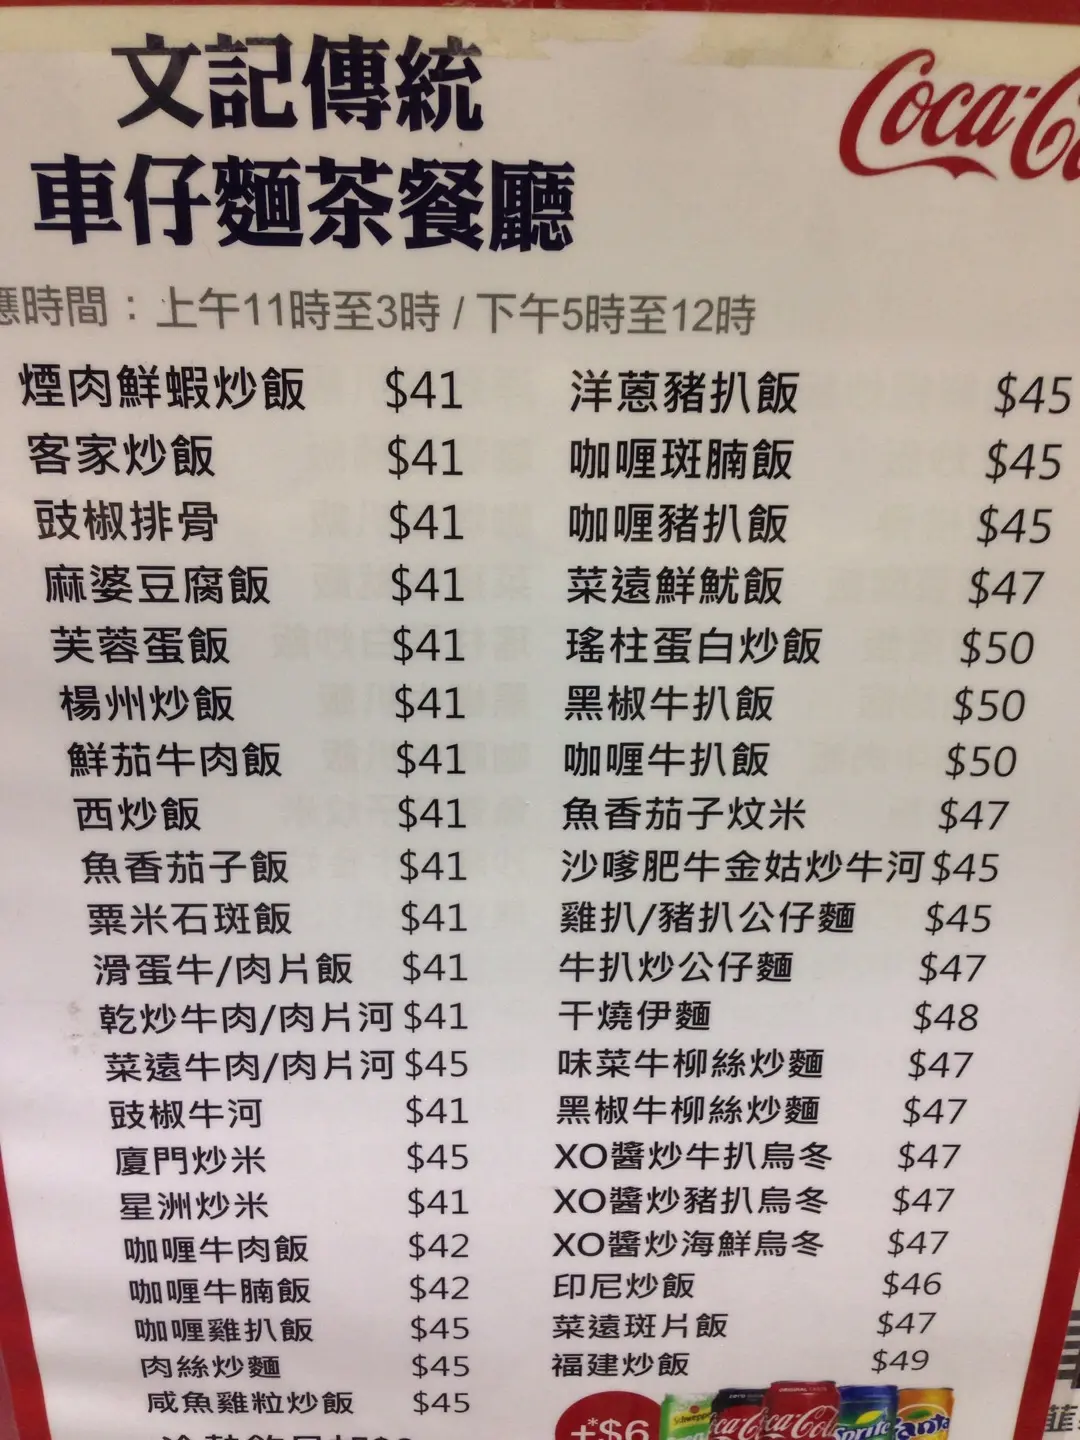 文記傳統
車仔麵茶餐廳
Coca-Co
應時間：上午11時至3時 / 下午5時至12時
煙肉鮮蝦炒飯 $41
客家炒飯 $41
豉椒排骨 $41
麻婆豆腐飯 $41
芙蓉蛋飯 $41
楊州炒飯 $41
鮮茄牛肉飯 $41
西炒飯 $41
魚香茄子飯 $41
粟米石斑飯 $41
滑蛋牛/肉片飯 $41
乾炒牛肉/肉片河 $41
菜遠牛肉/肉片河 $45
豉椒牛河 $41
廈門炒米 $45
星洲炒米 $41
咖喱牛肉飯 $42
咖喱牛腩飯 $42
咖喱雞扒飯 $45
肉絲炒麵 $45
咸魚雞粒炒飯 $45
洋蔥豬扒飯 $45
咖喱斑腩飯 $45
咖喱豬扒飯 $45
菜遠鮮魷飯 $47
瑤柱蛋白炒飯 $50
黑椒牛扒飯 $50
咖喱牛扒飯 $50
魚香茄子炆米 $47
沙嗲肥牛金姑炒牛河 $45
雞扒/豬扒公仔麵 $45
牛扒炒公仔麵 $47
干燒伊麵 $48
味菜牛柳絲炒麵 $47
黑椒牛柳絲炒麵 $47
XO醬炒牛扒烏冬 $47
XO醬炒豬扒烏冬 $47
XO醬炒海鮮烏冬 $47
印尼炒飯 $46
菜遠斑片飯 $47
福建炒飯 $49
+*$6
Schweppes
Coca-Cola
Sprite
Fanta